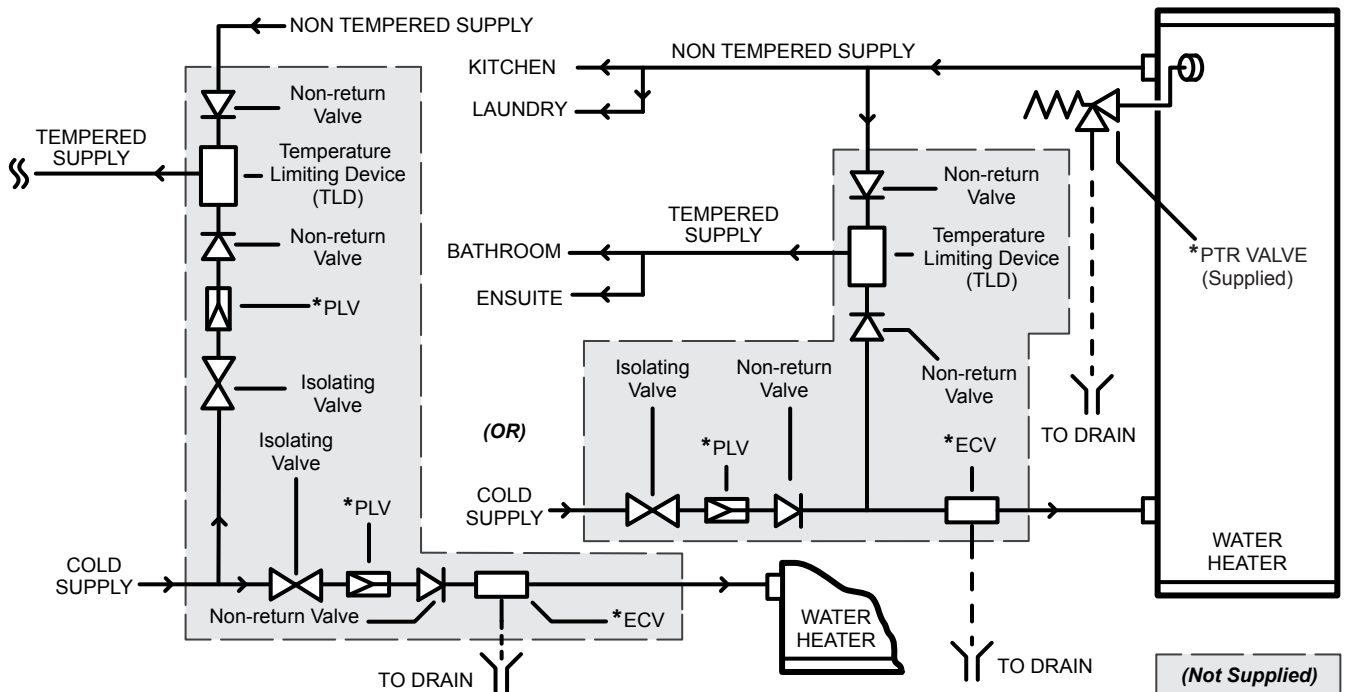 NON TEMPERED SUPPLY
Non-return
Valve
TEMPERED
SUPPLY
Temperature
Limiting Device
(TLD)
Non-return
Valve
*PLV
Isolating
Valve
Isolating
Valve
*PLV
COLD
SUPPLY
Non-return Valve
*ECV
WATER
HEATER
TO DRAIN
(OR)
NON TEMPERED SUPPLY
KITCHEN
LAUNDRY
Non-return
Valve
TEMPERED
SUPPLY
BATHROOM
ENSUITE
Temperature
Limiting Device
(TLD)
Isolating
Valve
Non-return
Valve
Non-return
Valve
*PLV
*ECV
COLD
SUPPLY
TO DRAIN
*PTR VALVE
(Supplied)
TO DRAIN
WATER
HEATER
(Not Supplied)